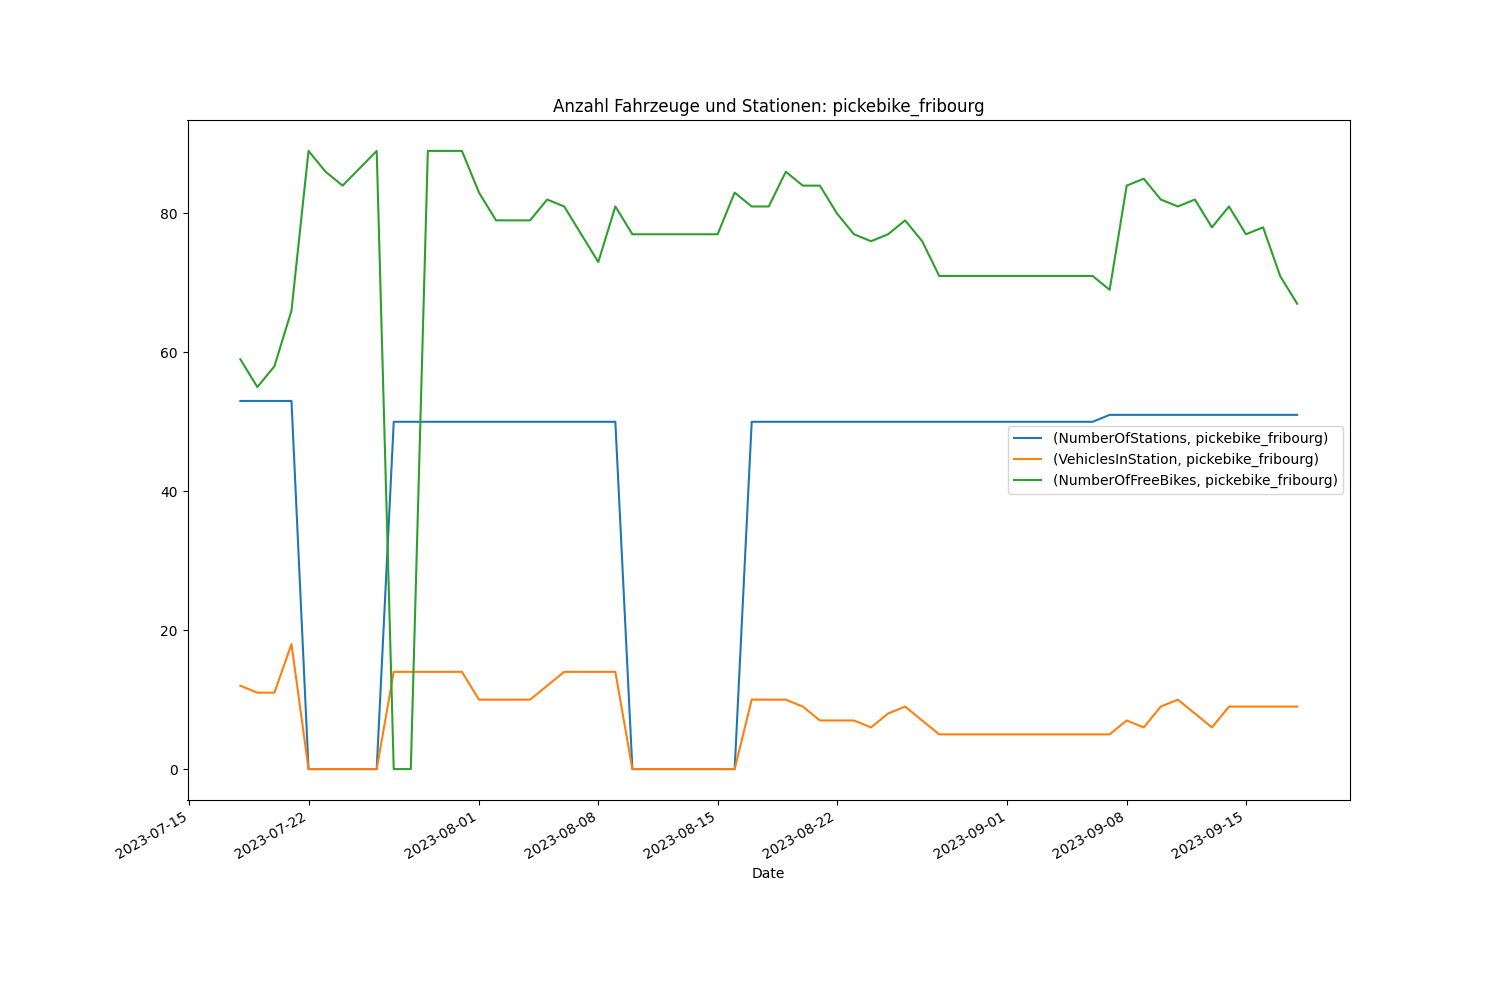 Anzahl Fahrzeuge und Stationen: pickebike_fribourg
80
60
40
20
0
(NumberOfStations, pickebike_fribourg)
(VehiclesInStation, pickebike_fribourg)
(NumberOfFreeBikes, pickebike_fribourg)
2023-07-15
2023-07-22
2023-08-01
2023-08-08
2023-08-15
2023-08-22
2023-09-01
2023-09-08
2023-09-15
Date